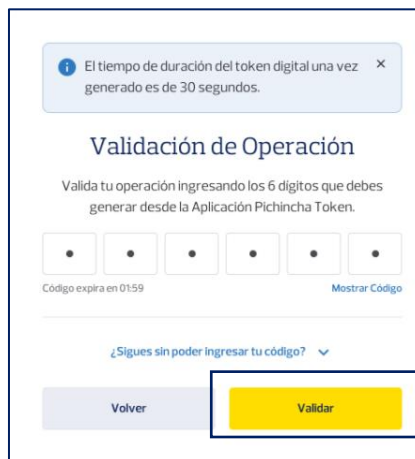 El tiempo de duración del token digital una vez
generado es de 30 segundos.
Validación de Operación
Valida tu operación ingresando los 6 dígitos que debes
generar desde la Aplicación Pichincha Token.
Código expira en 01:59
Mostrar Código
¿Sigues sin poder ingresar tu código?
Volver
Validar